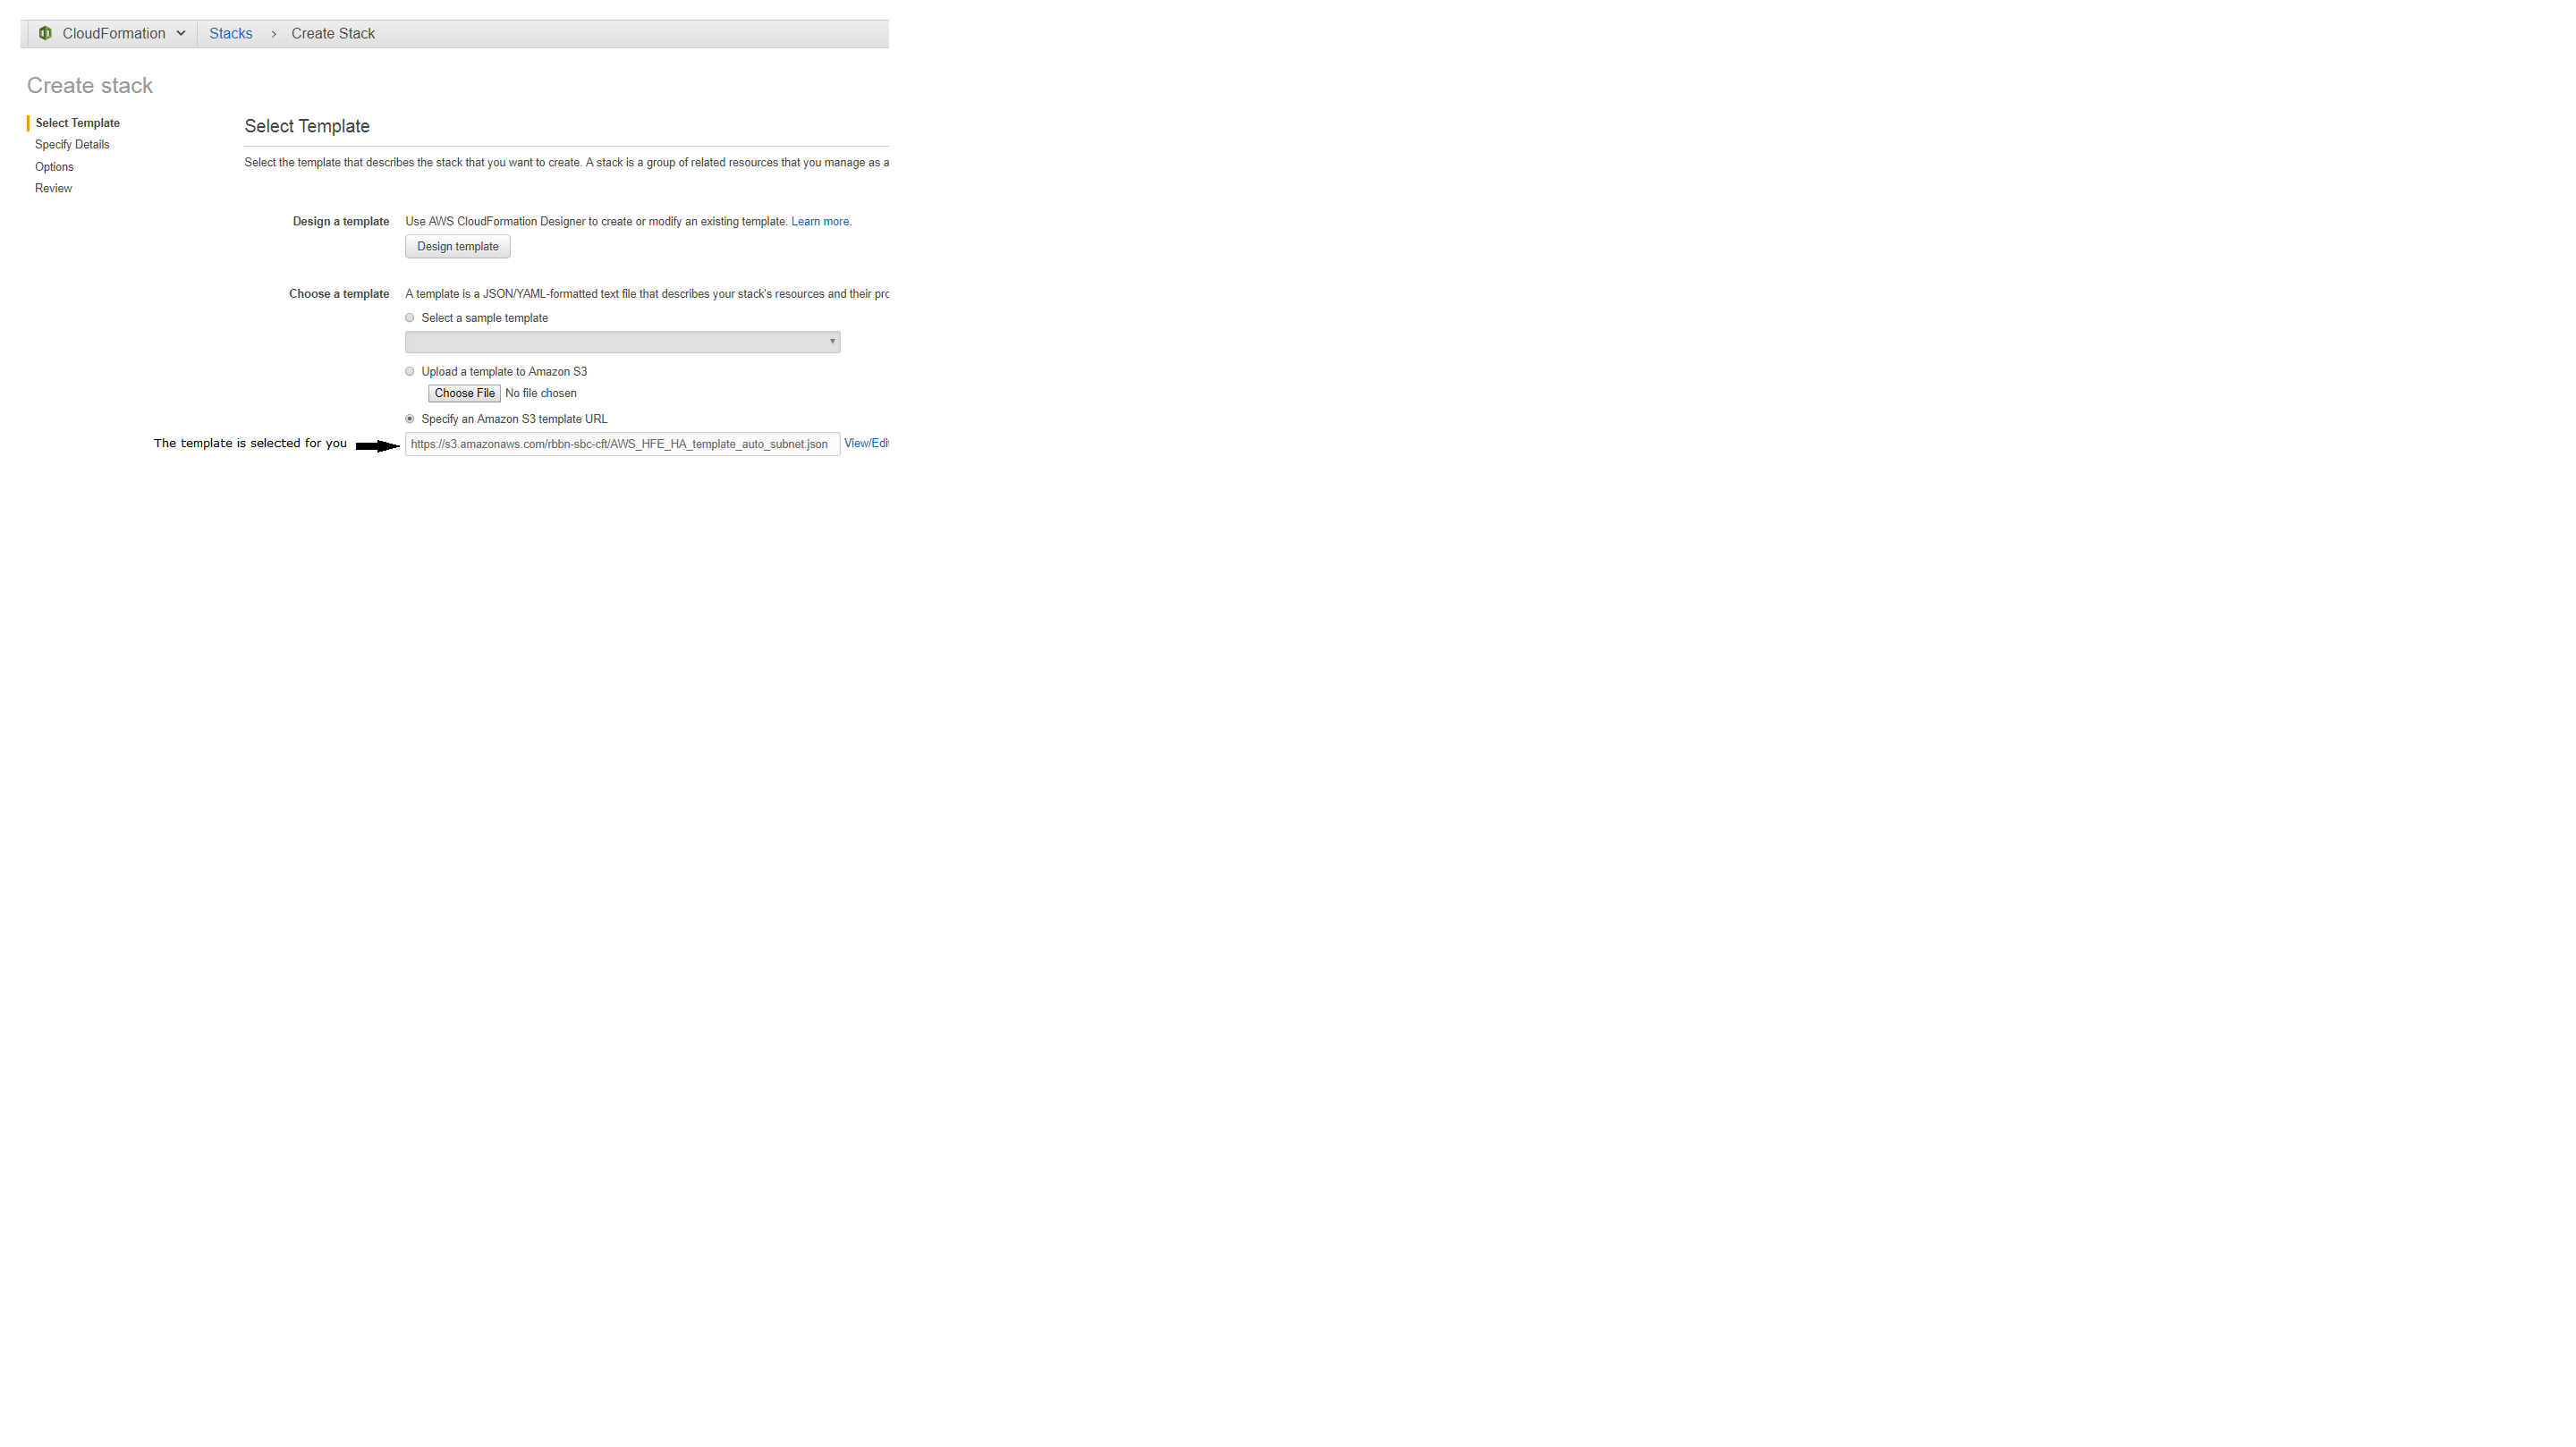 CloudFormation Stacks > Create Stack
Create stack
Select Template
Specify Details
Options
Review
Select Template
Select the template that describes the stack that you want to create. A stack is a group of related resources that you manage as a
Design a template Use AWS CloudFormation Designer to create or modify an existing template. Learn more.
Design template
Choose a template A template is a JSON/YAML-formatted text file that describes your stack's resources and their pro
Select a sample template
Upload a template to Amazon S3
Choose File No file chosen
Specify an Amazon S3 template URL
The template is selected for you https://s3.amazonaws.com/rbbn-sbc-cft/AWS_HFE_HA_template_auto_subnet.json View/Edit